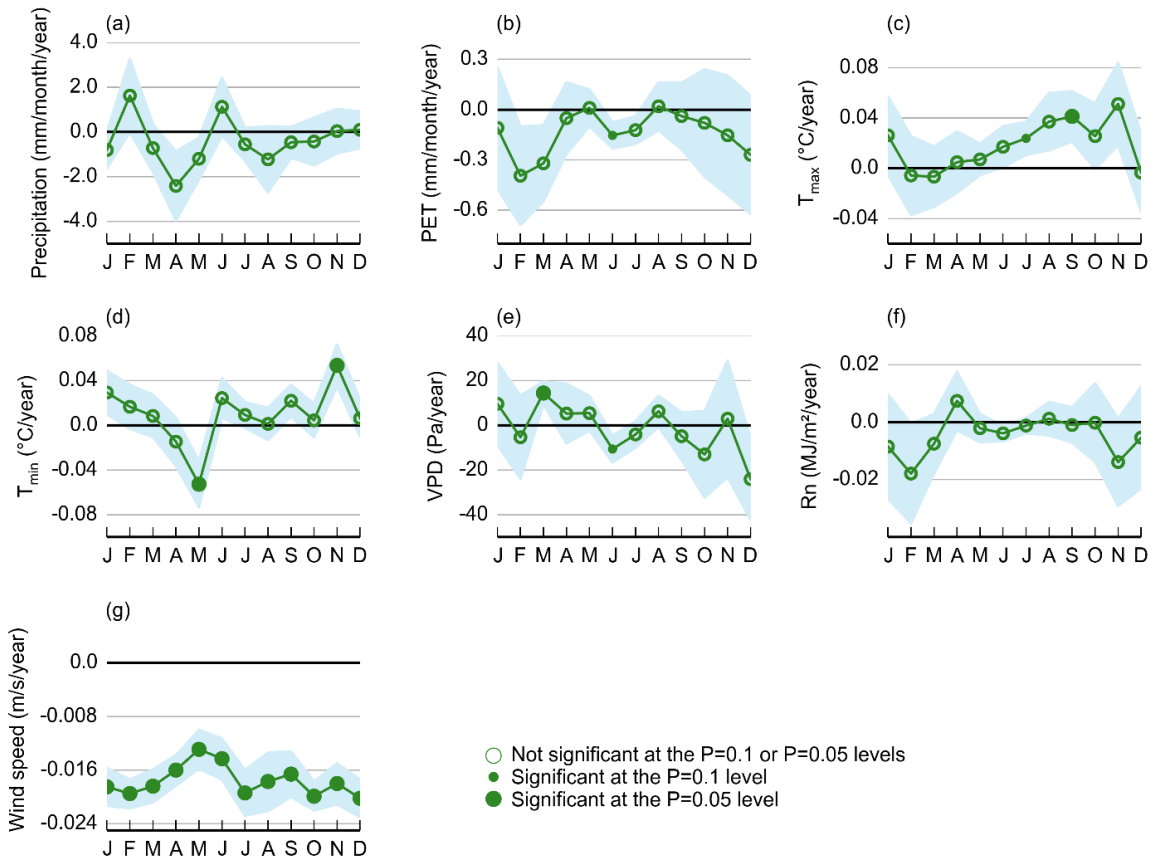 (a)
Precipitation (mm/month/year)
4.0
2.0
0.0
-2.0
-4.0
J F M A M J J A S O N D
(b)
PET (mm/month/year)
0.3
0.0
-0.3
-0.6
J F M A M J J A S O N D
(c)
Tmax (°C/year)
0.08
0.04
0.0
-0.04
J F M A M J J A S O N D
(d)
Tmin (°C/year)
0.08
0.04
0.0
-0.04
-0.08
J F M A M J J A S O N D
(e)
VPD (Pa/year)
40
20
0
-20
-40
J F M A M J J A S O N D
(f)
Rn (MJ/m²/year)
0.02
0.0
-0.02
J F M A M J J A S O N D
(g)
Wind speed (m/s/year)
0.0
-0.008
-0.016
-0.024
J F M A M J J A S O N D
Not significant at the P=0.1 or P=0.05 levels
Significant at the P=0.1 level
Significant at the P=0.05 level